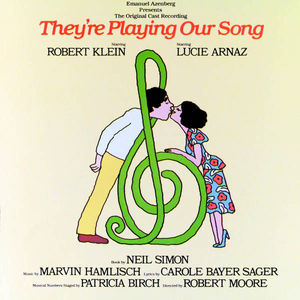 Emanuel Azenberg
Presents
The Original Cast Recording
They're Playing Our Song
Starring Starring
ROBERT KLEIN LUCIE ARNAZ
Book by NEIL SIMON
Music by MARVIN HAMLISCH Lyrics by CAROLE BAYER SAGER
Musical Numbers Staged by PATRICIA BIRCH Directed by ROBERT MOORE